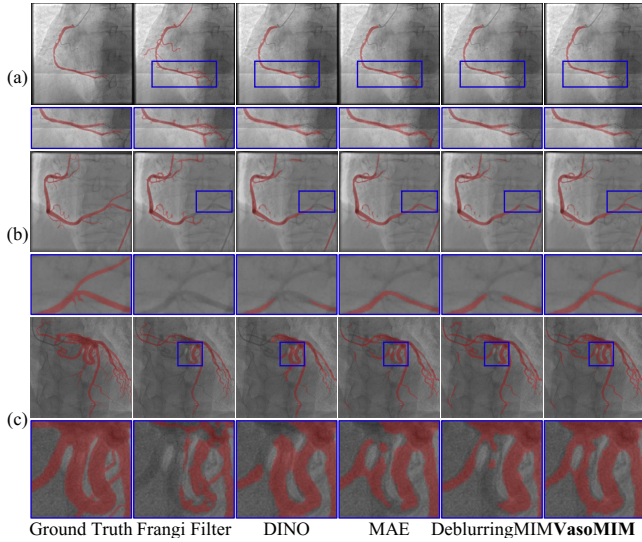 (a)
(b)
(c)
Ground Truth Frangi Filter DINO MAE DeblurringMIM VasoMIM